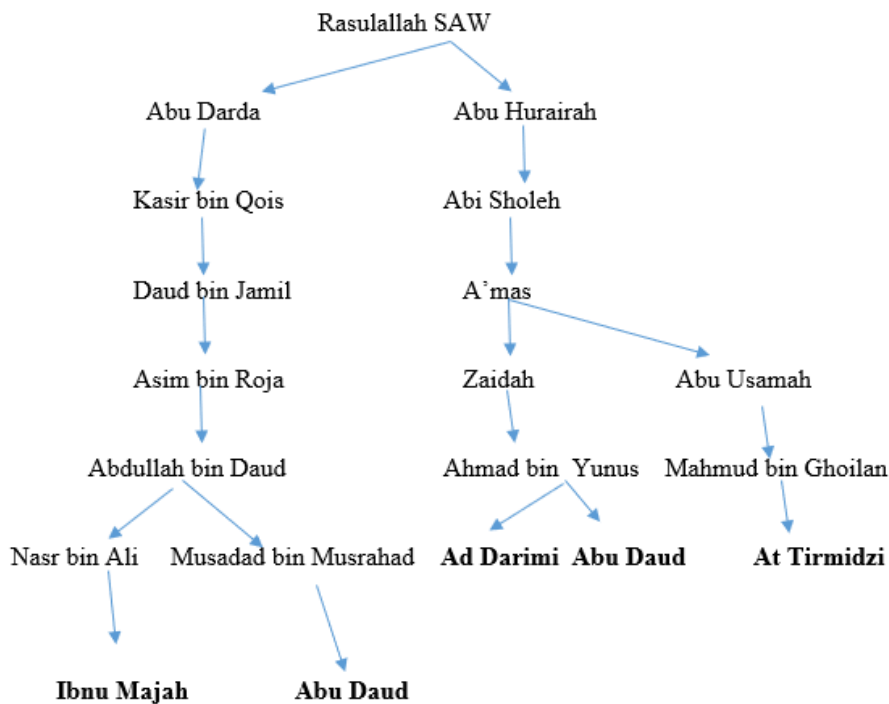 Rasulallah SAW
Abu Darda Abu Hurairah
Kasir bin Qois Abi Sholeh
Daud bin Jamil A’mas
Asim bin Roja Zaidah Abu Usamah
Abdullah bin Daud Ahmad bin Yunus Mahmud bin Ghoilan
Nasr bin Ali Musadad bin Musrahad Ad Darimi Abu Daud At Tirmidzi
Ibnu Majah Abu Daud